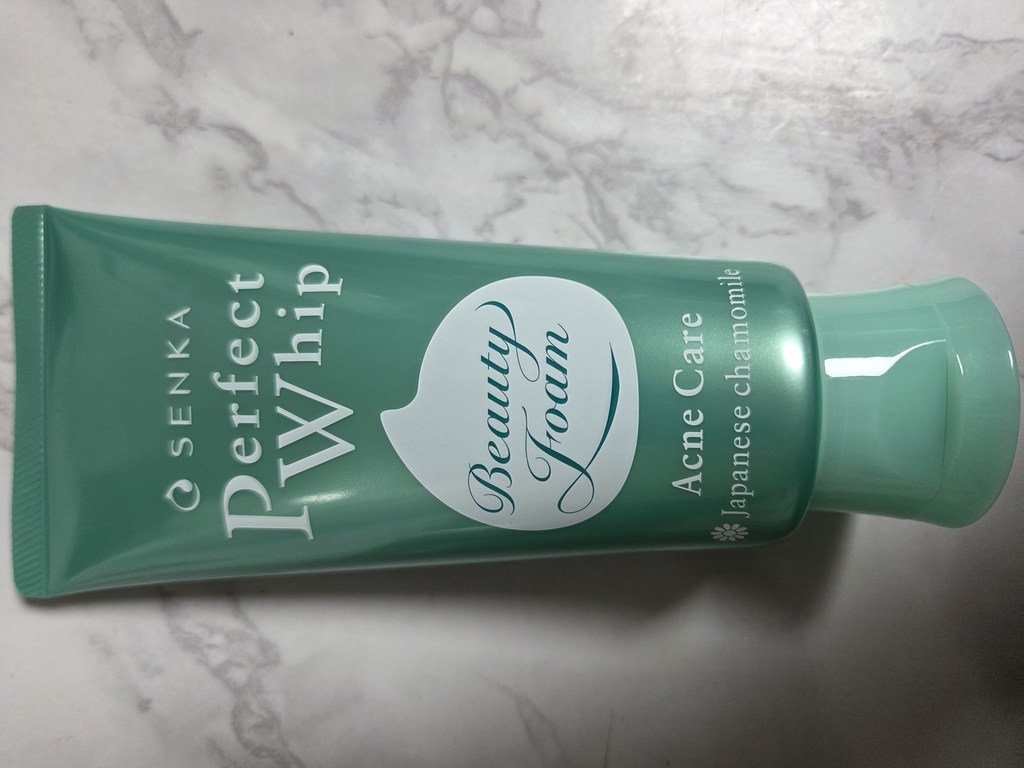 SENKA
Perfect
Whip
Beauty
Foam
Acne Care
Japanese chamomile